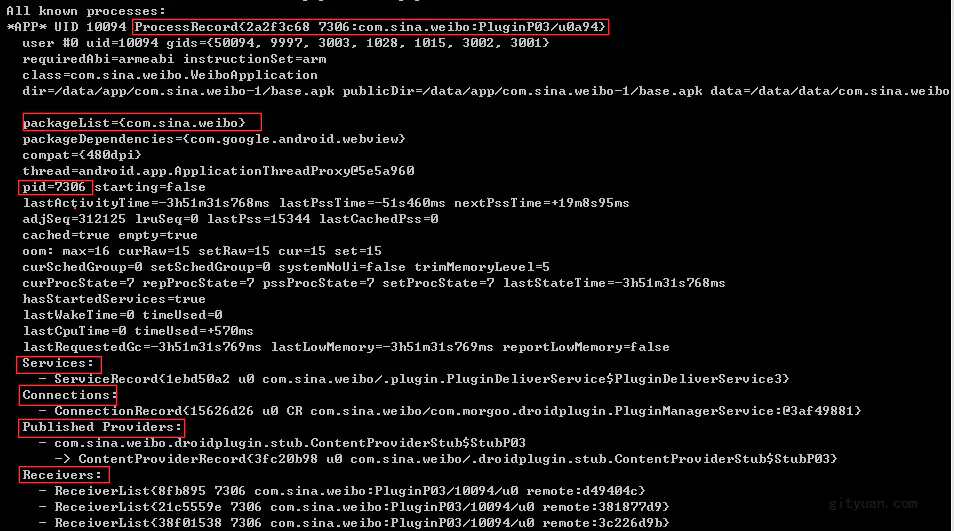 All known processes:
*APP* UID 10094 ProcessRecord{2a2f3c68 7306:com.sina.weibo:PluginP03/u0a94}
user #0 uid=10094 gids={50094, 9997, 3003, 1028, 1015, 3002, 3001}
requiredAbi=armeabi instructionSet=arm
class=com.sina.weibo.WeiboApplication
dir=/data/app/com.sina.weibo-1/base.apk publicDir=/data/app/com.sina.weibo-1/base.apk data=/data/data/com.sina.weibo
packageList={com.sina.weibo}
packageDependencies={com.google.android.webview}
compat={480dpi}
thread=android.app.ApplicationThreadProxy@5e5a960
pid=7306 starting=false
lastActivityTime=-3h51m31s768ms lastPssTime=-51s460ms nextPssTime=+19m8s95ms
adjSeq=312125 lruSeq=0 lastPss=15344 lastCachedPss=0
cached=true empty=true
oom: max=16 curRaw=15 setRaw=15 cur=15 set=15
curSchedGroup=0 setSchedGroup=0 systemNoUi=false trimMemoryLevel=5
curProcState=7 repProcState=7 pssProcState=7 setProcState=7 lastStateTime=-3h51m31s768ms
hasStartedServices=true
lastWakeTime=0 timeUsed=0
lastCpuTime=0 timeUsed=+570ms
lastRequestedGc=-3h51m31s769ms lastLowMemory=-3h51m31s769ms reportLowMemory=false
Services:
- ServiceRecord{1ebd50a2 u0 com.sina.weibo/.plugin.PluginDeliverService$PluginDeliverService3}
Connections:
- ConnectionRecord{15626d26 u0 CR com.sina.weibo/com.morgoo.droidplugin.PluginManagerService:@3af49881}
Published Providers:
- com.sina.weibo.droidplugin.stub.ContentProviderStub$StubP03
-> ContentProviderRecord{3fc20b98 u0 com.sina.weibo/.droidplugin.stub.ContentProviderStub$StubP03}
Receivers:
- ReceiverList{8fb895 7306 com.sina.weibo:PluginP03/10094/u0 remote:d49404c}
- ReceiverList{21c5559e 7306 com.sina.weibo:PluginP03/10094/u0 remote:381877d9}
- ReceiverList{38f01538 7306 com.sina.weibo:PluginP03/10094/u0 remote:3c226d9b}
gityuan.com